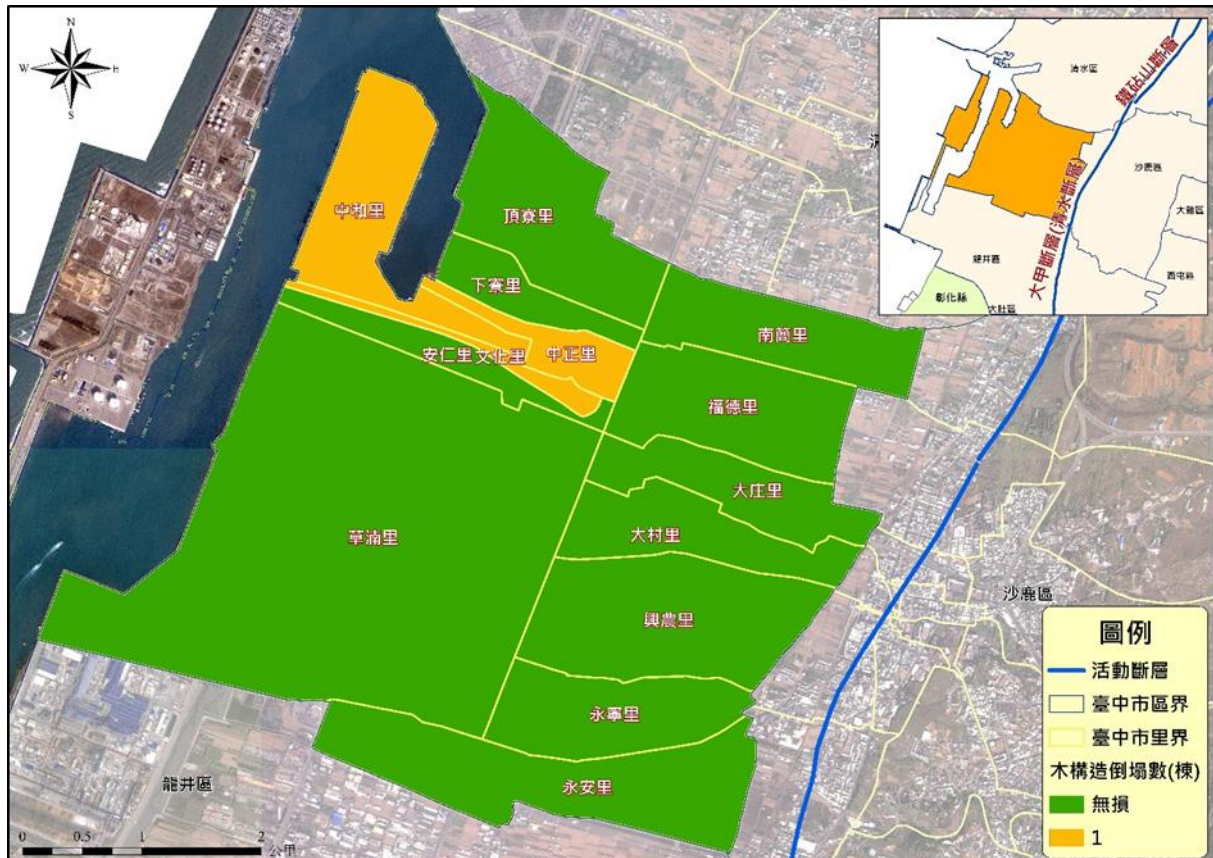 N
W
E
S
清水區
鐵砧山斷層
沙鹿區
大雅區
大甲斷層(清水斷層)
西屯區
龍井區
彰化縣
大肚區
中和里
頂寮里
下寮里
南簡里
安仁里
文化里
中正里
福德里
大庄里
大村里
草湳里
興農里
沙鹿區
永寧里
永安里
龍井區
圖例
活動斷層
臺中市區界
臺中市里界
木構造倒塌數(棟)
無損
1
0 0.5 1 2
公里